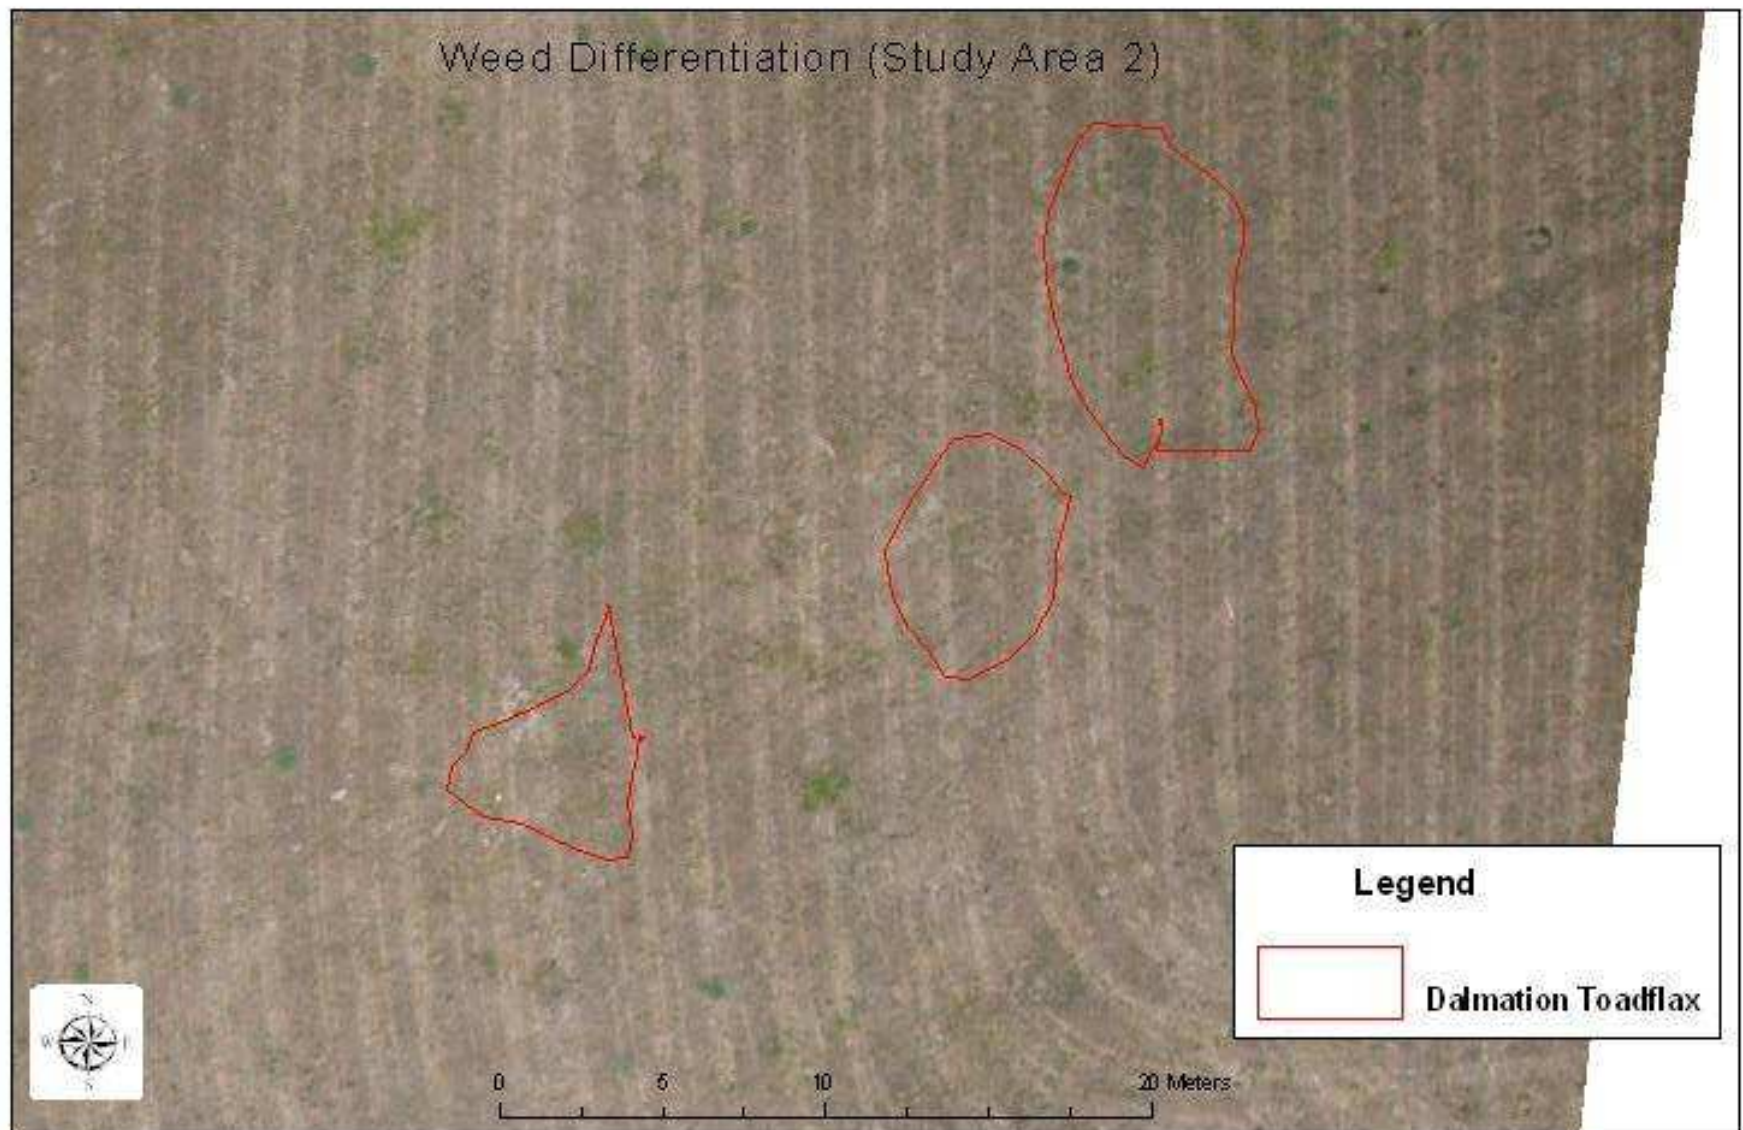 Weed Differentiation (Study Area 2)
Legend
Dalmation Toadflax
N
W E
S
0 5 10 20 Meters